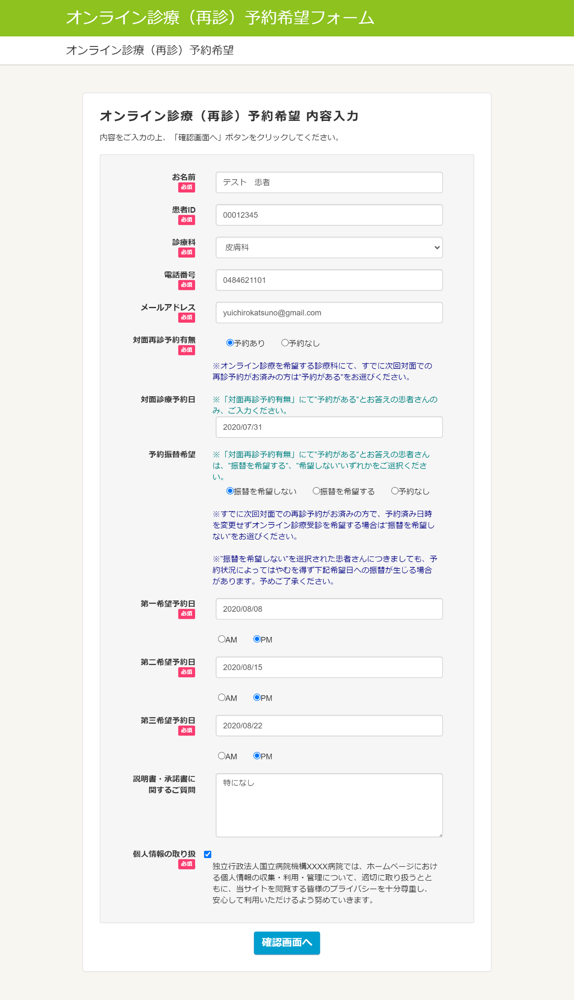 オンライン診療（再診）予約希望フォーム
オンライン診療（再診）予約希望
オンライン診療（再診）予約希望 内容入力
内容をご入力の上、「確認画面へ」ボタンをクリックしてください。
お名前
必須
テスト　患者
患者ID
必須
00012345
診療科
必須
皮膚科
電話番号
必須
0484621101
メールアドレス
必須
yuichirokatsuno@gmail.com
対面再診予約有無
必須
予約あり 予約なし
※オンライン診療を希望する診療科にて、すでに次回対面での
再診予約がお済みの方は”予約がある”をお選びください。
対面診療予約日
※「対面再診予約有無」にて”予約がある”とお答えの患者さんの
み、ご入力ください。
2020/07/31
予約振替希望
※「対面再診予約有無」にて”予約がある”とお答えの患者さん
は、”振替を希望する”、”希望しない”いずれかをご選択くださ
い。
振替を希望しない 振替を希望する 予約なし
※すでに次回対面での再診予約がお済みの方で、予約済み日時
を変更せずオンライン診療受診を希望する場合は”振替を希望し
ない”をお選びください。
※”振替を希望しない”を選択された患者さんにつきましても、予
約状況によってはやむを得ず下記希望日への振替が生じる場合
があります。予めご了承ください。
第一希望予約日
必須
2020/08/08
AM PM
第二希望予約日
必須
2020/08/15
AM PM
第三希望予約日
必須
2020/08/22
AM PM
説明書・承諾書に
関するご質問
特になし
個人情報の取り扱
必須
独立行政法人国立病院機構XXXX病院では、ホームページにおけ
る個人情報の収集・利用・管理について、適切に取り扱うとと
もに、当サイトを閲覧する皆様のプライバシーを十分尊重し、
安心して利用いただけるよう努めていきます。
確認画面へ